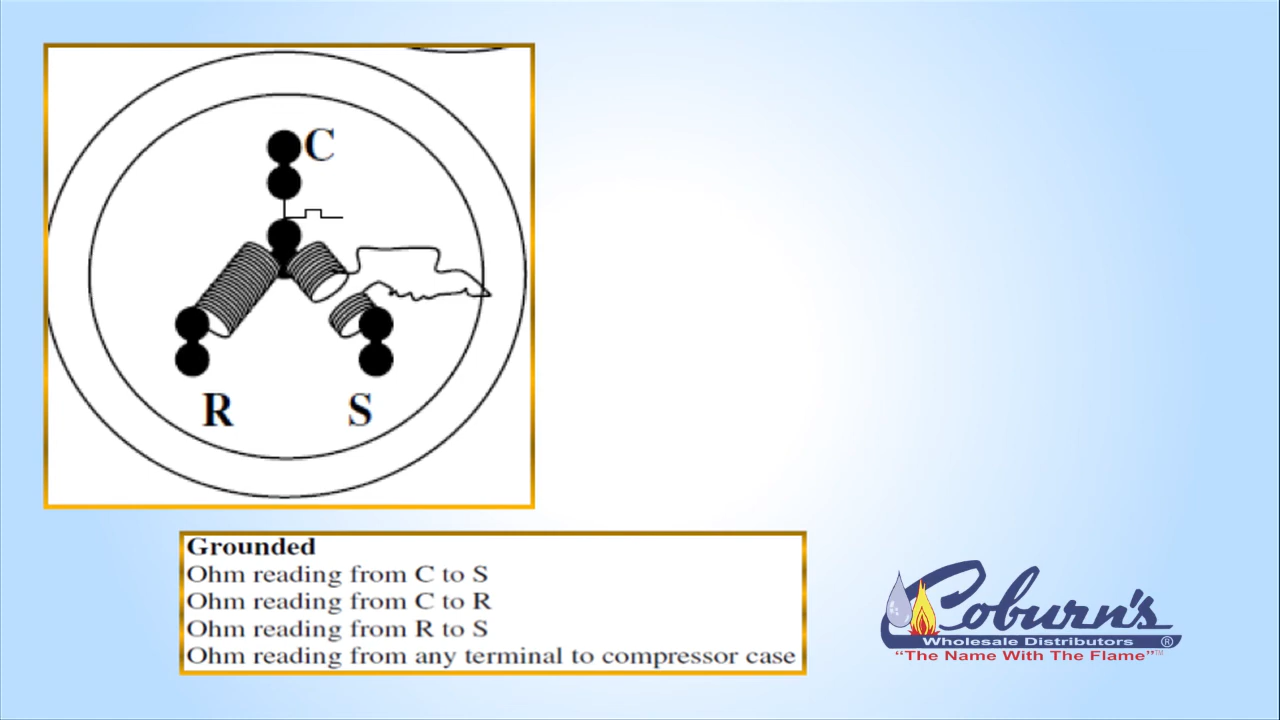 C
R
S
Grounded
Ohm reading from C to S
Ohm reading from C to R
Ohm reading from R to S
Ohm reading from any terminal to compressor case
Coburn's
Wholesale Distributors ®
"The Name With The Flame"™